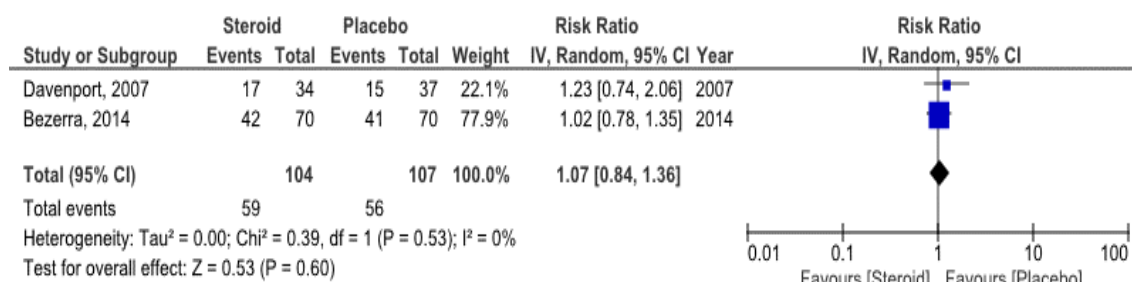 Steroid Placebo Risk Ratio Risk Ratio
Study or Subgroup Events Total Events Total Weight IV, Random, 95% CI Year IV, Random, 95% CI
Davenport, 2007 17 34 15 37 22.1% 1.23 [0.74, 2.06] 2007
Bezerra, 2014 42 70 41 70 77.9% 1.02 [0.78, 1.35] 2014
Total (95% CI) 104 107 100.0% 1.07 [0.84, 1.36]
Total events 59 56
Heterogeneity: Tau² = 0.00; Chi² = 0.39, df = 1 (P = 0.53); I² = 0%
Test for overall effect: Z = 0.53 (P = 0.60)
0.01 0.1 1 10 100
Favours [Steroid] Favours [Placebo]